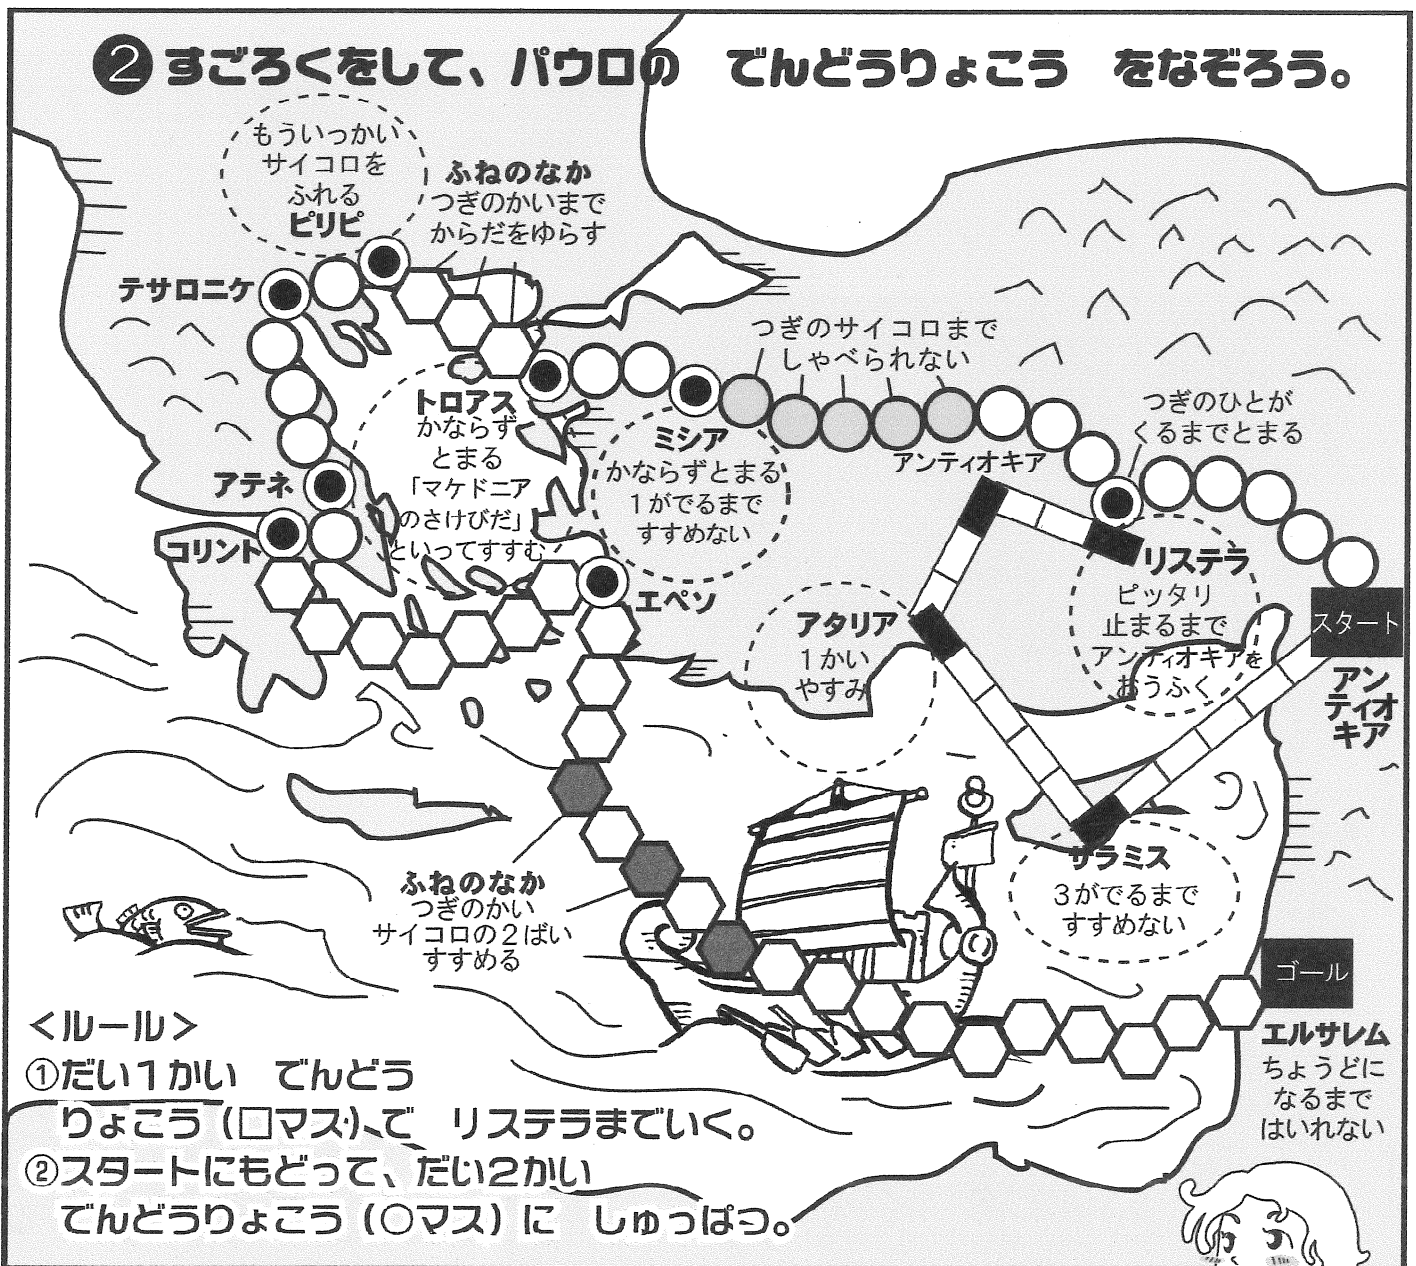 ②すごろくをして、パウロの でんどうりょこう をなぞろう。
もういっかい
サイコロを
ふれる
ピリピ
ふねのなか
つぎのかいまで
からだをゆらす
テサロニケ
つぎのサイコロまで
しゃべられない
つぎのひとが
くるまでとまる
トロアス
かならず
とまる
「マケドニア
のさけびだ」
といってすすむ
ミシア
かならずとまる
1がでるまで
すすめない
アンティオキア
アテネ
コリント
エペソ
リステラ
ピッタリ
止まるまで
アンティオキアを
おうふく
アタリア
1かい
やすみ
スタート
アン
ティオ
キア
サラミス
3がでるまで
すすめない
ふねのなか
つぎのかい
サイコロの2ばい
すすめる
ゴール
エルサレム
ちょうどに
なるまで
はいれない
＜ルール＞
①だい1かい でんどう
りょこう（□マス）で リステラまでいく。
②スタートにもどって、だい2かい
でんどうりょこう（○マス）に しゅっぱつ。